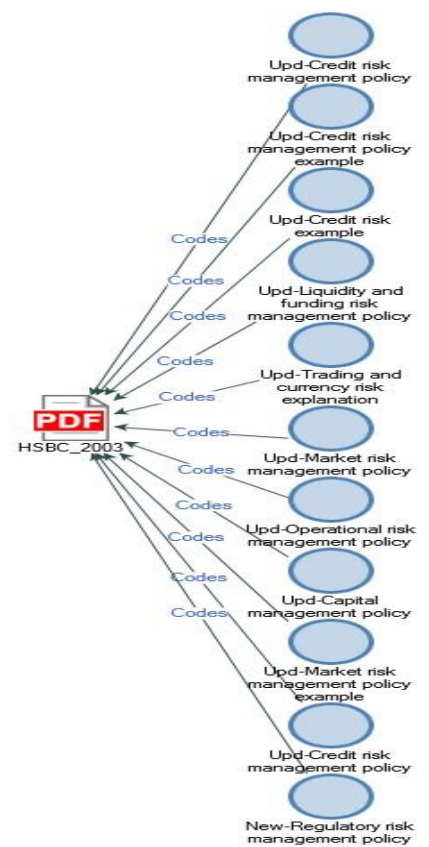 Upd-Credit risk
management policy
Upd-Credit risk
management policy
example
Upd-Credit risk
example
Codes
Codes
Upd-Liquidity and
funding risk
management policy
Codes
Codes
Upd-Trading and
currency risk
explanation
Codes
PDF
HSBC_2003
Codes
Upd-Market risk
management policy
Codes
Codes
Upd-Operational risk
management policy
Codes
Upd-Capital
management policy
Codes
Upd-Market risk
management policy
example
Codes
Upd-Credit risk
management policy
New-Regulatory risk
management policy